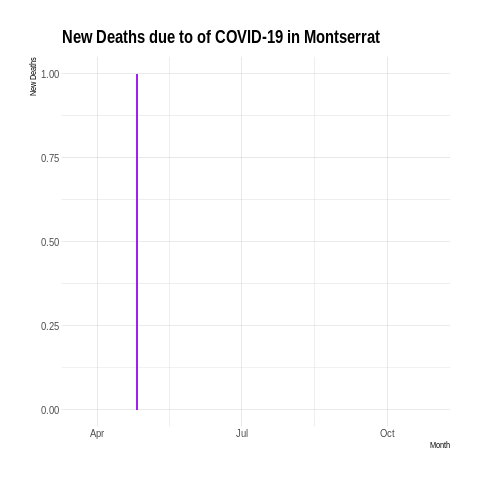 New Deaths due to of COVID-19 in Montserrat
New Deaths
1.00
0.75
0.50
0.25
0.00
Apr Jul Oct
Month